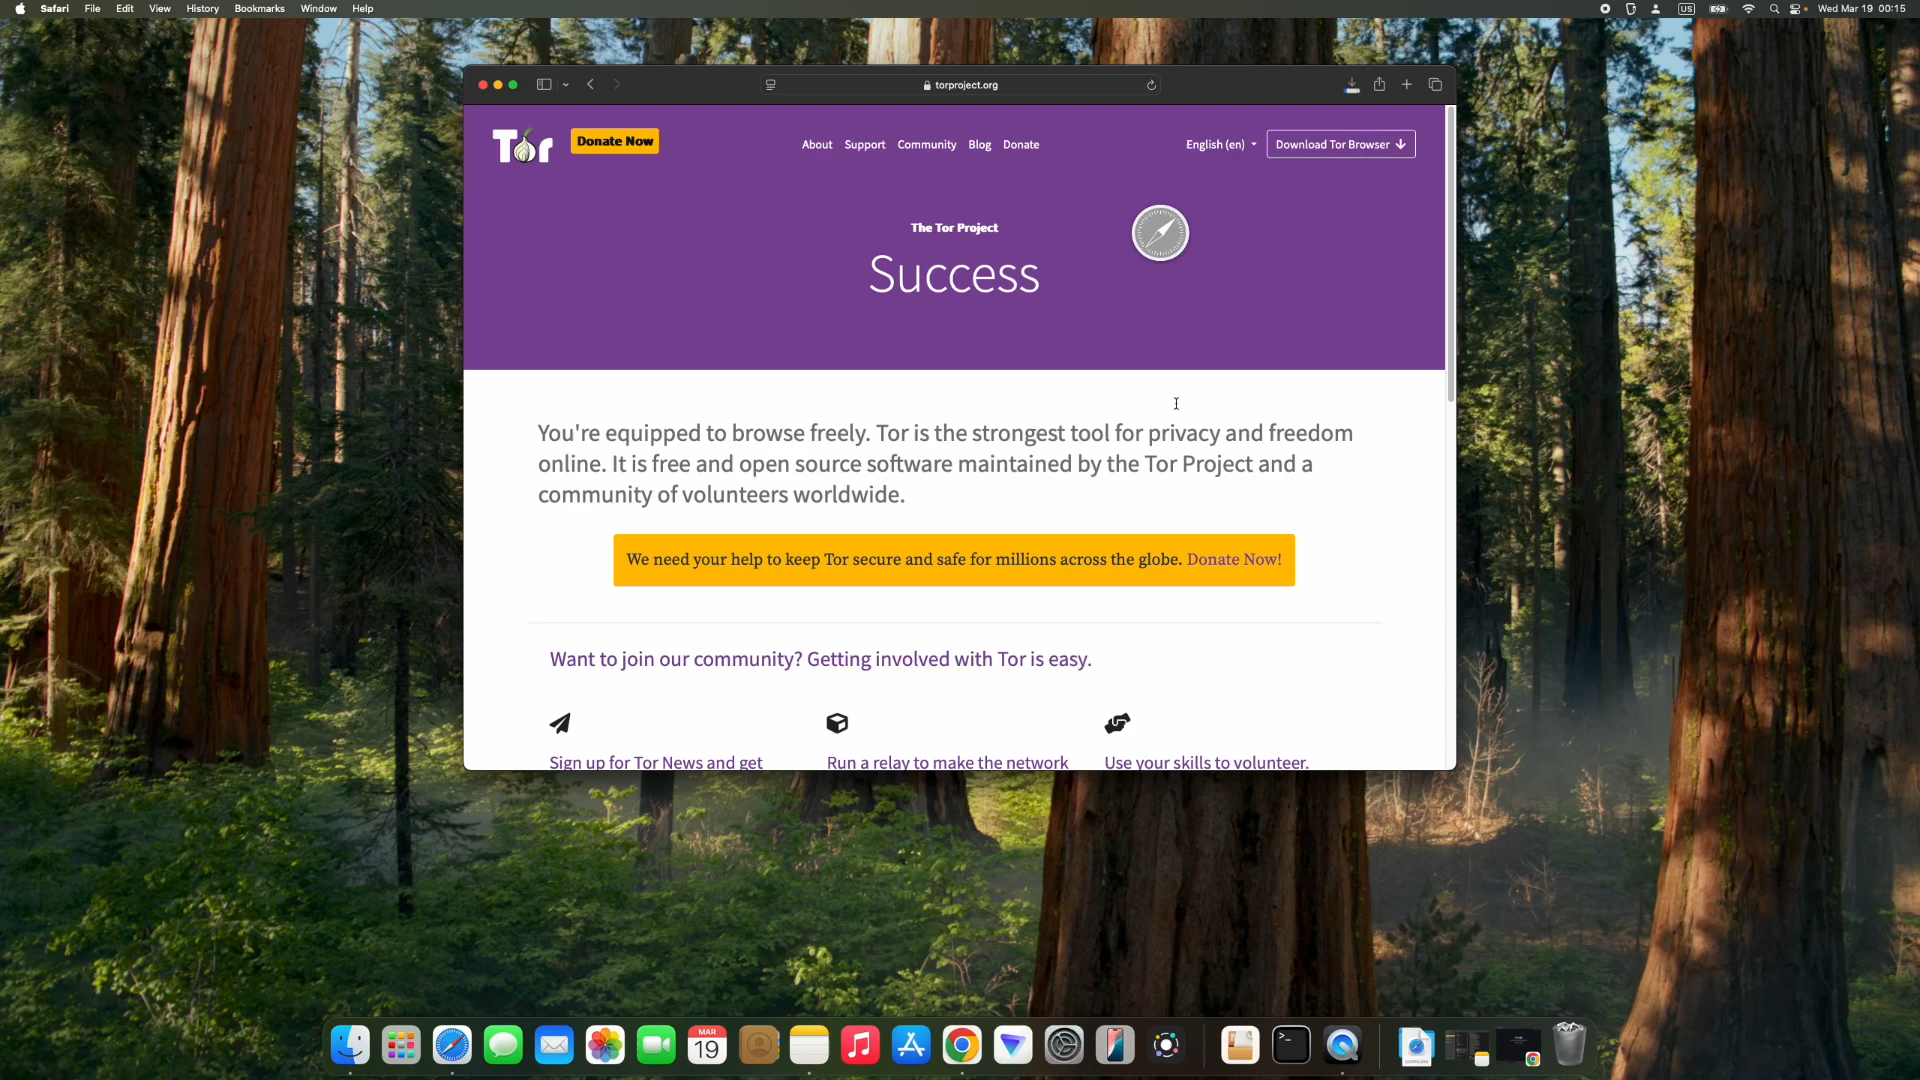 Safari File Edit View History Bookmarks Window Help
US
Wed Mar 19 00:15
torproject.org
Tor
Donate Now
About Support Community Blog Donate
English (en)
Download Tor Browser
The Tor Project
Success
You're equipped to browse freely. Tor is the strongest tool for privacy and freedom
online. It is free and open source software maintained by the Tor Project and a
community of volunteers worldwide.
We need your help to keep Tor secure and safe for millions across the globe. Donate Now!
Want to join our community? Getting involved with Tor is easy.
Sign up for Tor News and get
Run a relay to make the network
Use your skills to volunteer.
MAR
19